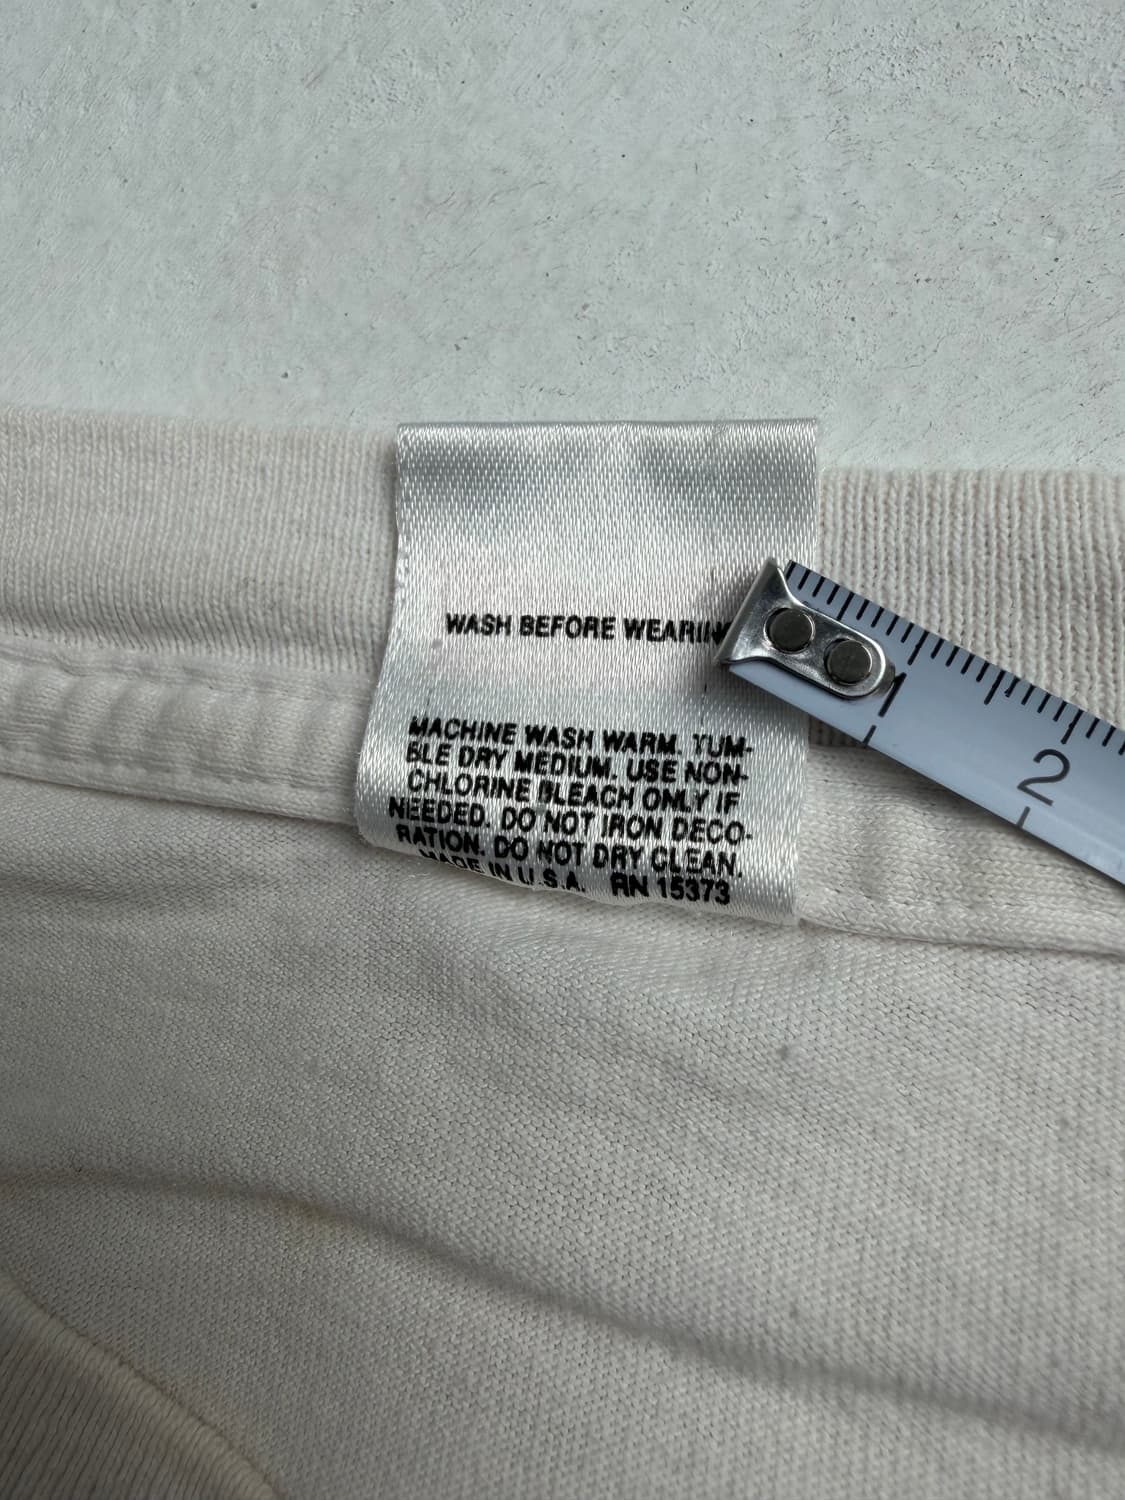 WASH BEFORE WEARING
MACHINE WASH WARM. TUM-
BLE DRY MEDIUM. USE NON-
CHLORINE BLEACH ONLY IF
NEEDED. DO NOT IRON DECO-
RATION. DO NOT DRY CLEAN.
MADE IN U.S.A. RN 15373
1
2